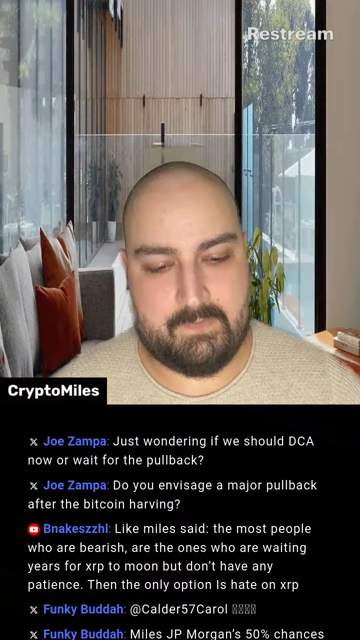 Restream
CryptoMiles
Joe Zampa: Just wondering if we should DCA
now or wait for the pullback?
Joe Zampa: Do you envisage a major pullback
after the bitcoin harving?
Bnakeszzhl: Like miles said: the most people
who are bearish, are the ones who are waiting
years for xrp to moon but don't have any
patience. Then the only option Is hate on xrp
Funky Buddah: @Calder57Carol
Funky Buddah: Miles JP Morgan's 50% chances